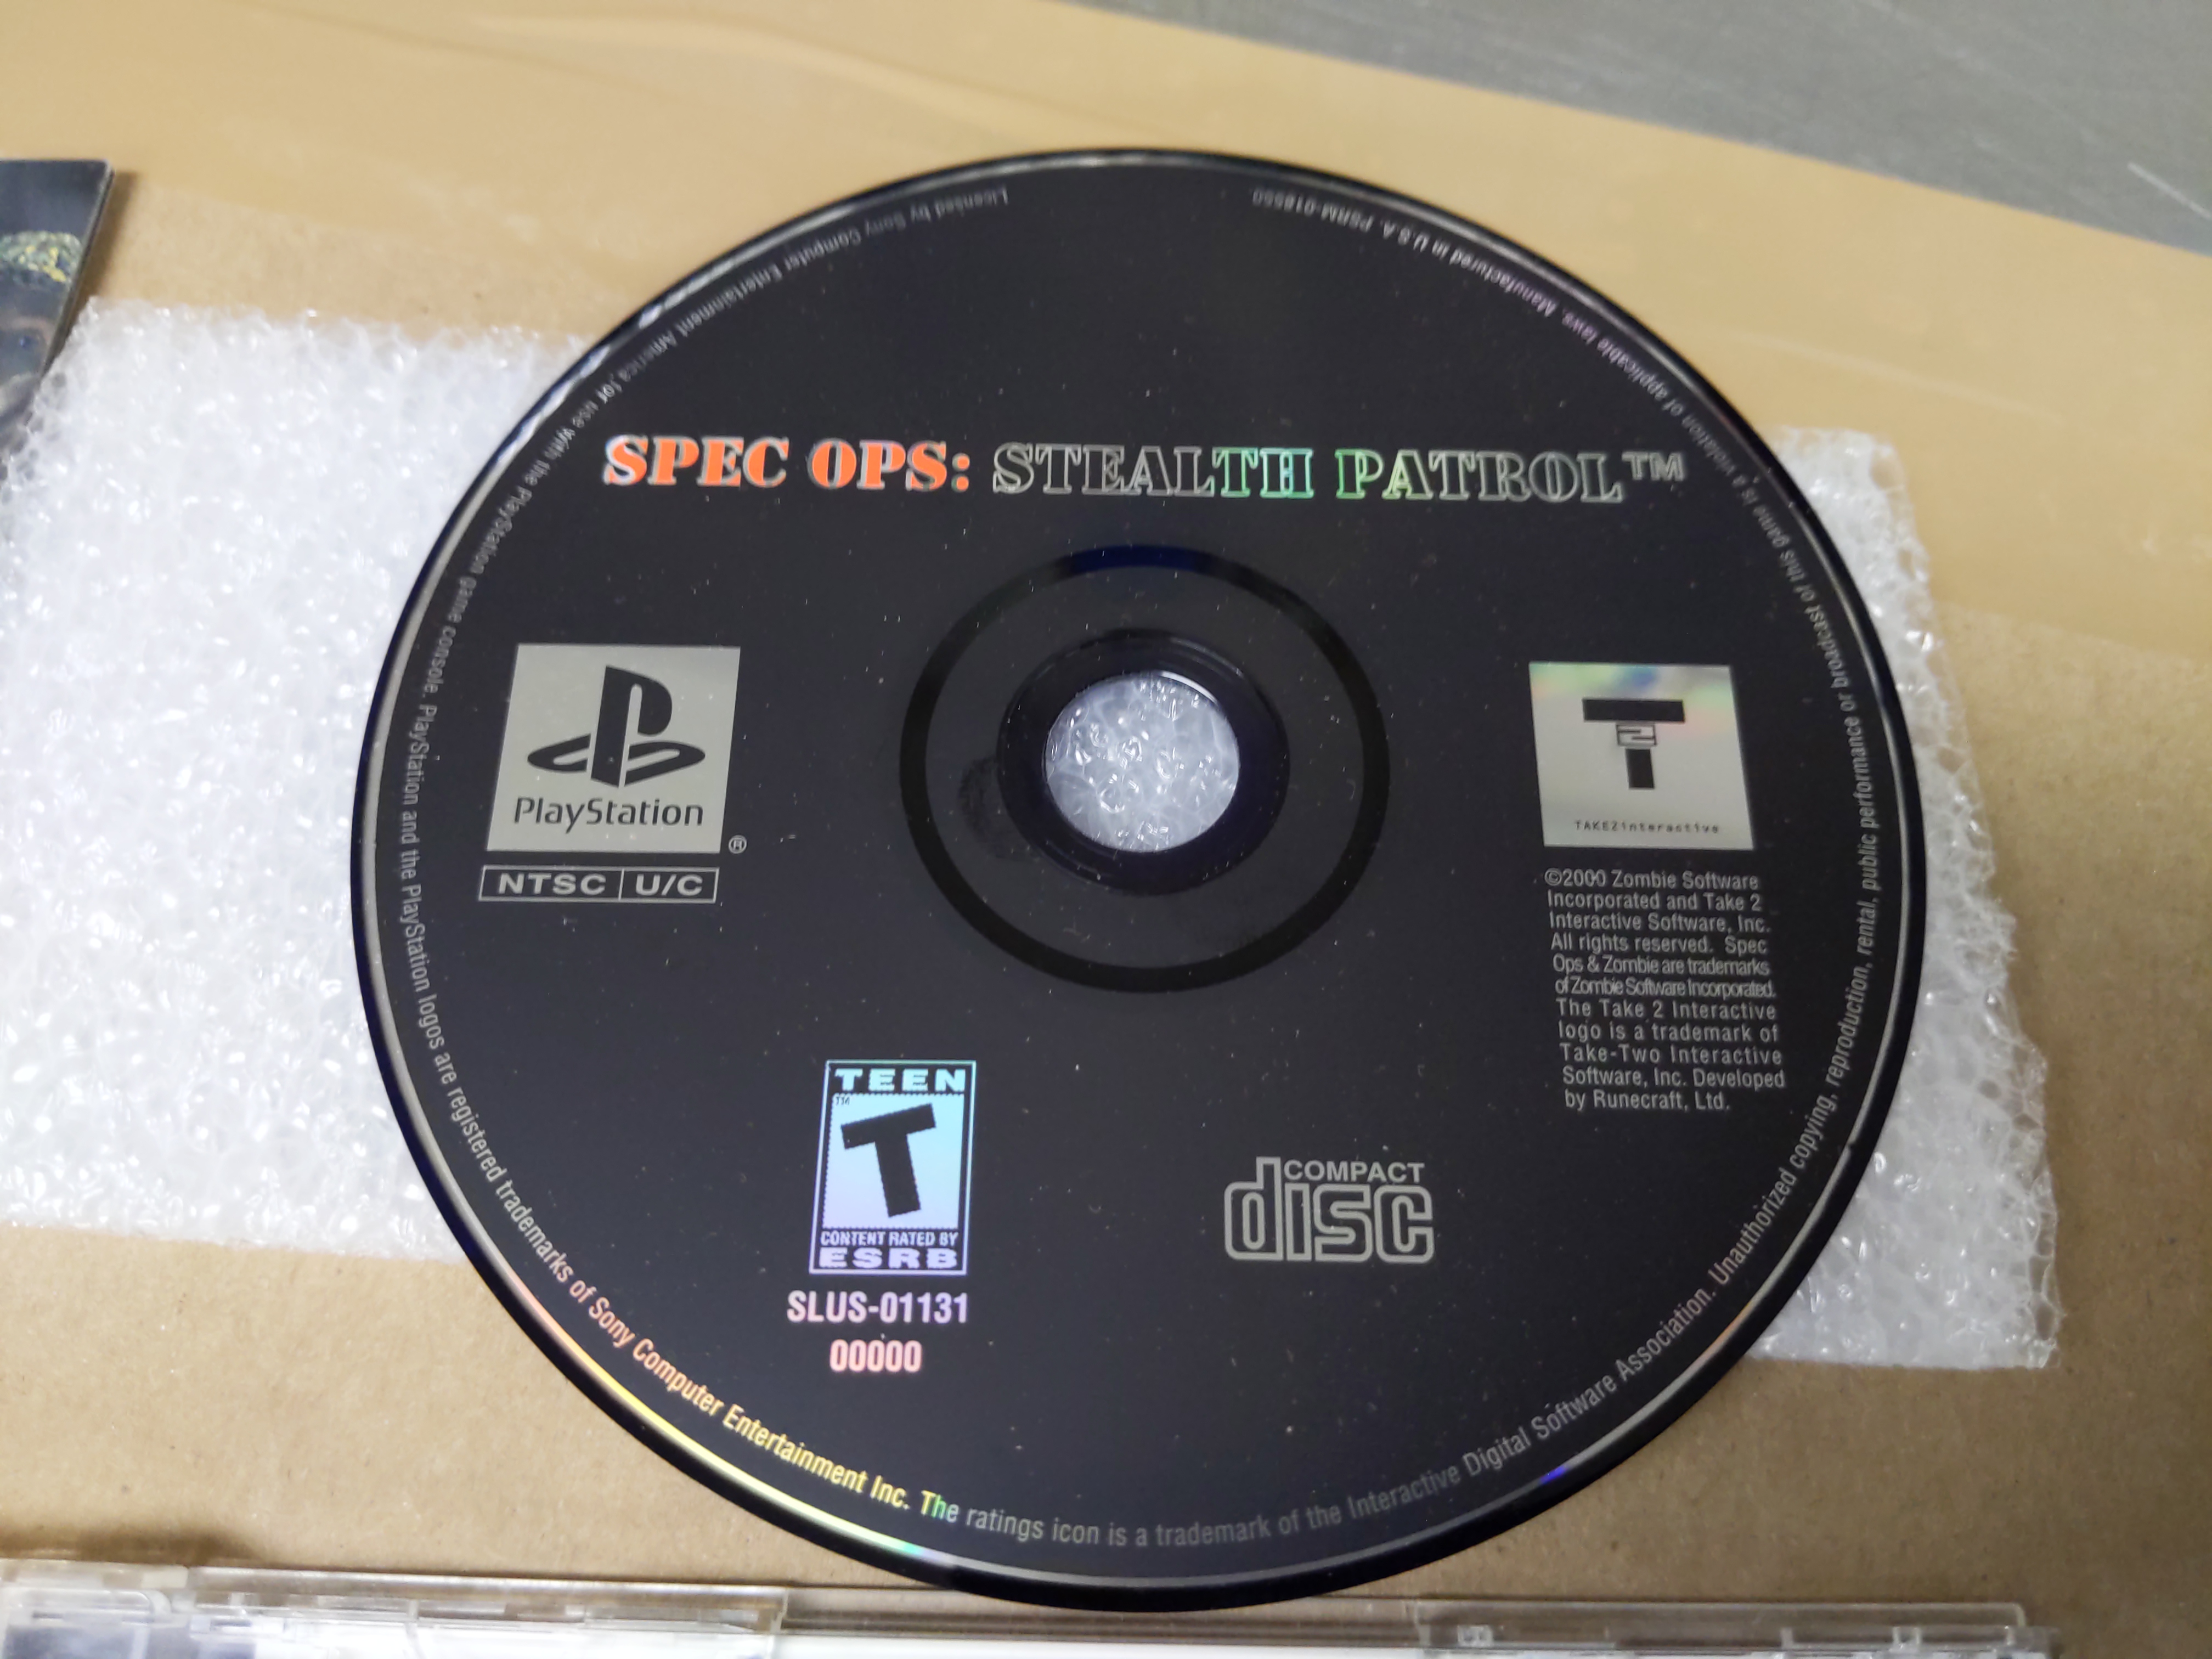 SPEC OPS: STEALTH PATROL™
PlayStation
®
NTSC U/C
T2
TAKE2interactive
©2000 Zombie Software
Incorporated and Take 2
Interactive Software, Inc.
All rights reserved. Spec
Ops & Zombie are trademarks
of Zombie Software Incorporated.
The Take 2 Interactive
logo is a trademark of
Take-Two Interactive
Software, Inc. Developed
by Runecraft, Ltd.
TEEN
™
T
CONTENT RATED BY
ESRB
SLUS-01131
00000
COMPACT
disc
Licensed by Sony Computer Entertainment America for use with the PlayStation game console. PlayStation and the PlayStation logos are registered trademarks of Sony Computer Entertainment Inc. The ratings icon is a trademark of the Interactive Digital Software Association. Unauthorized copying, reproduction, rental, public performance or broadcast of this game is a violation of applicable laws. Manufactured in U.S.A. PSRM-018550